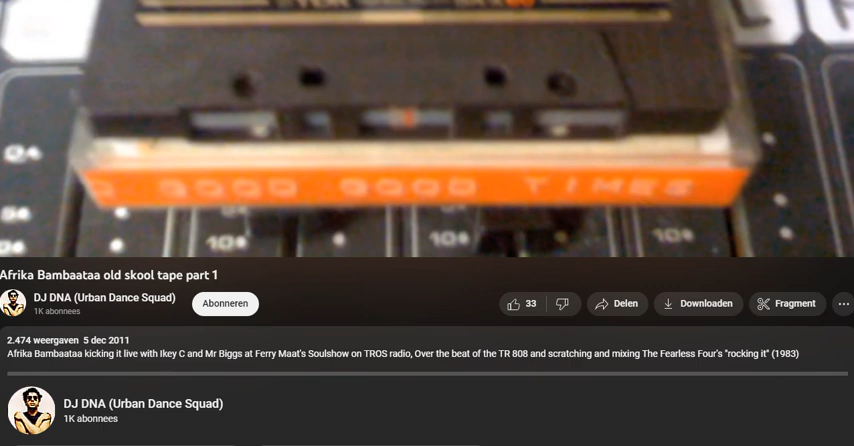 GOOD GOOD TIMES
10
10
10
Afrika Bambaataa old skool tape part 1
DJ DNA (Urban Dance Squad)
1K abonnees
Abonneren
33
Delen
Downloaden
Fragment
2.474 weergaven 5 dec 2011
Afrika Bambaataa kicking it live with Ikey C and Mr Biggs at Ferry Maat's Soulshow on TROS radio, Over the beat of the TR 808 and scratching and mixing The Fearless Four's "rocking it" (1983)
DJ DNA (Urban Dance Squad)
1K abonnees